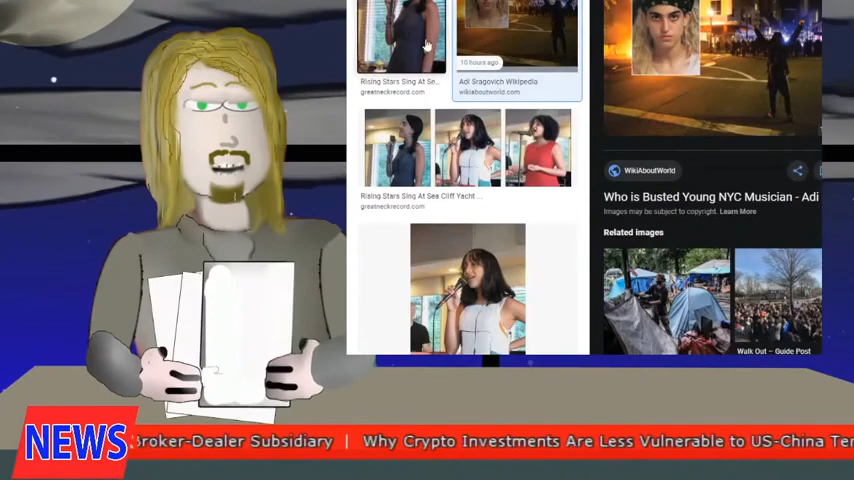 10 hours ago
Rising Stars Sing At Se...
greatneckrecord.com
Adi Sragovich Wikipedia
wikiaboutworld.com
Rising Stars Sing At Sea Cliff Yacht ...
greatneckrecord.com
WikiAboutWorld
Who is Busted Young NYC Musician - Adi
Images may be subject to copyright. Learn More
Related images
Walk Out – Guide Post
NEWS
Broker-Dealer Subsidiary | Why Crypto Investments Are Less Vulnerable to US-China Ter